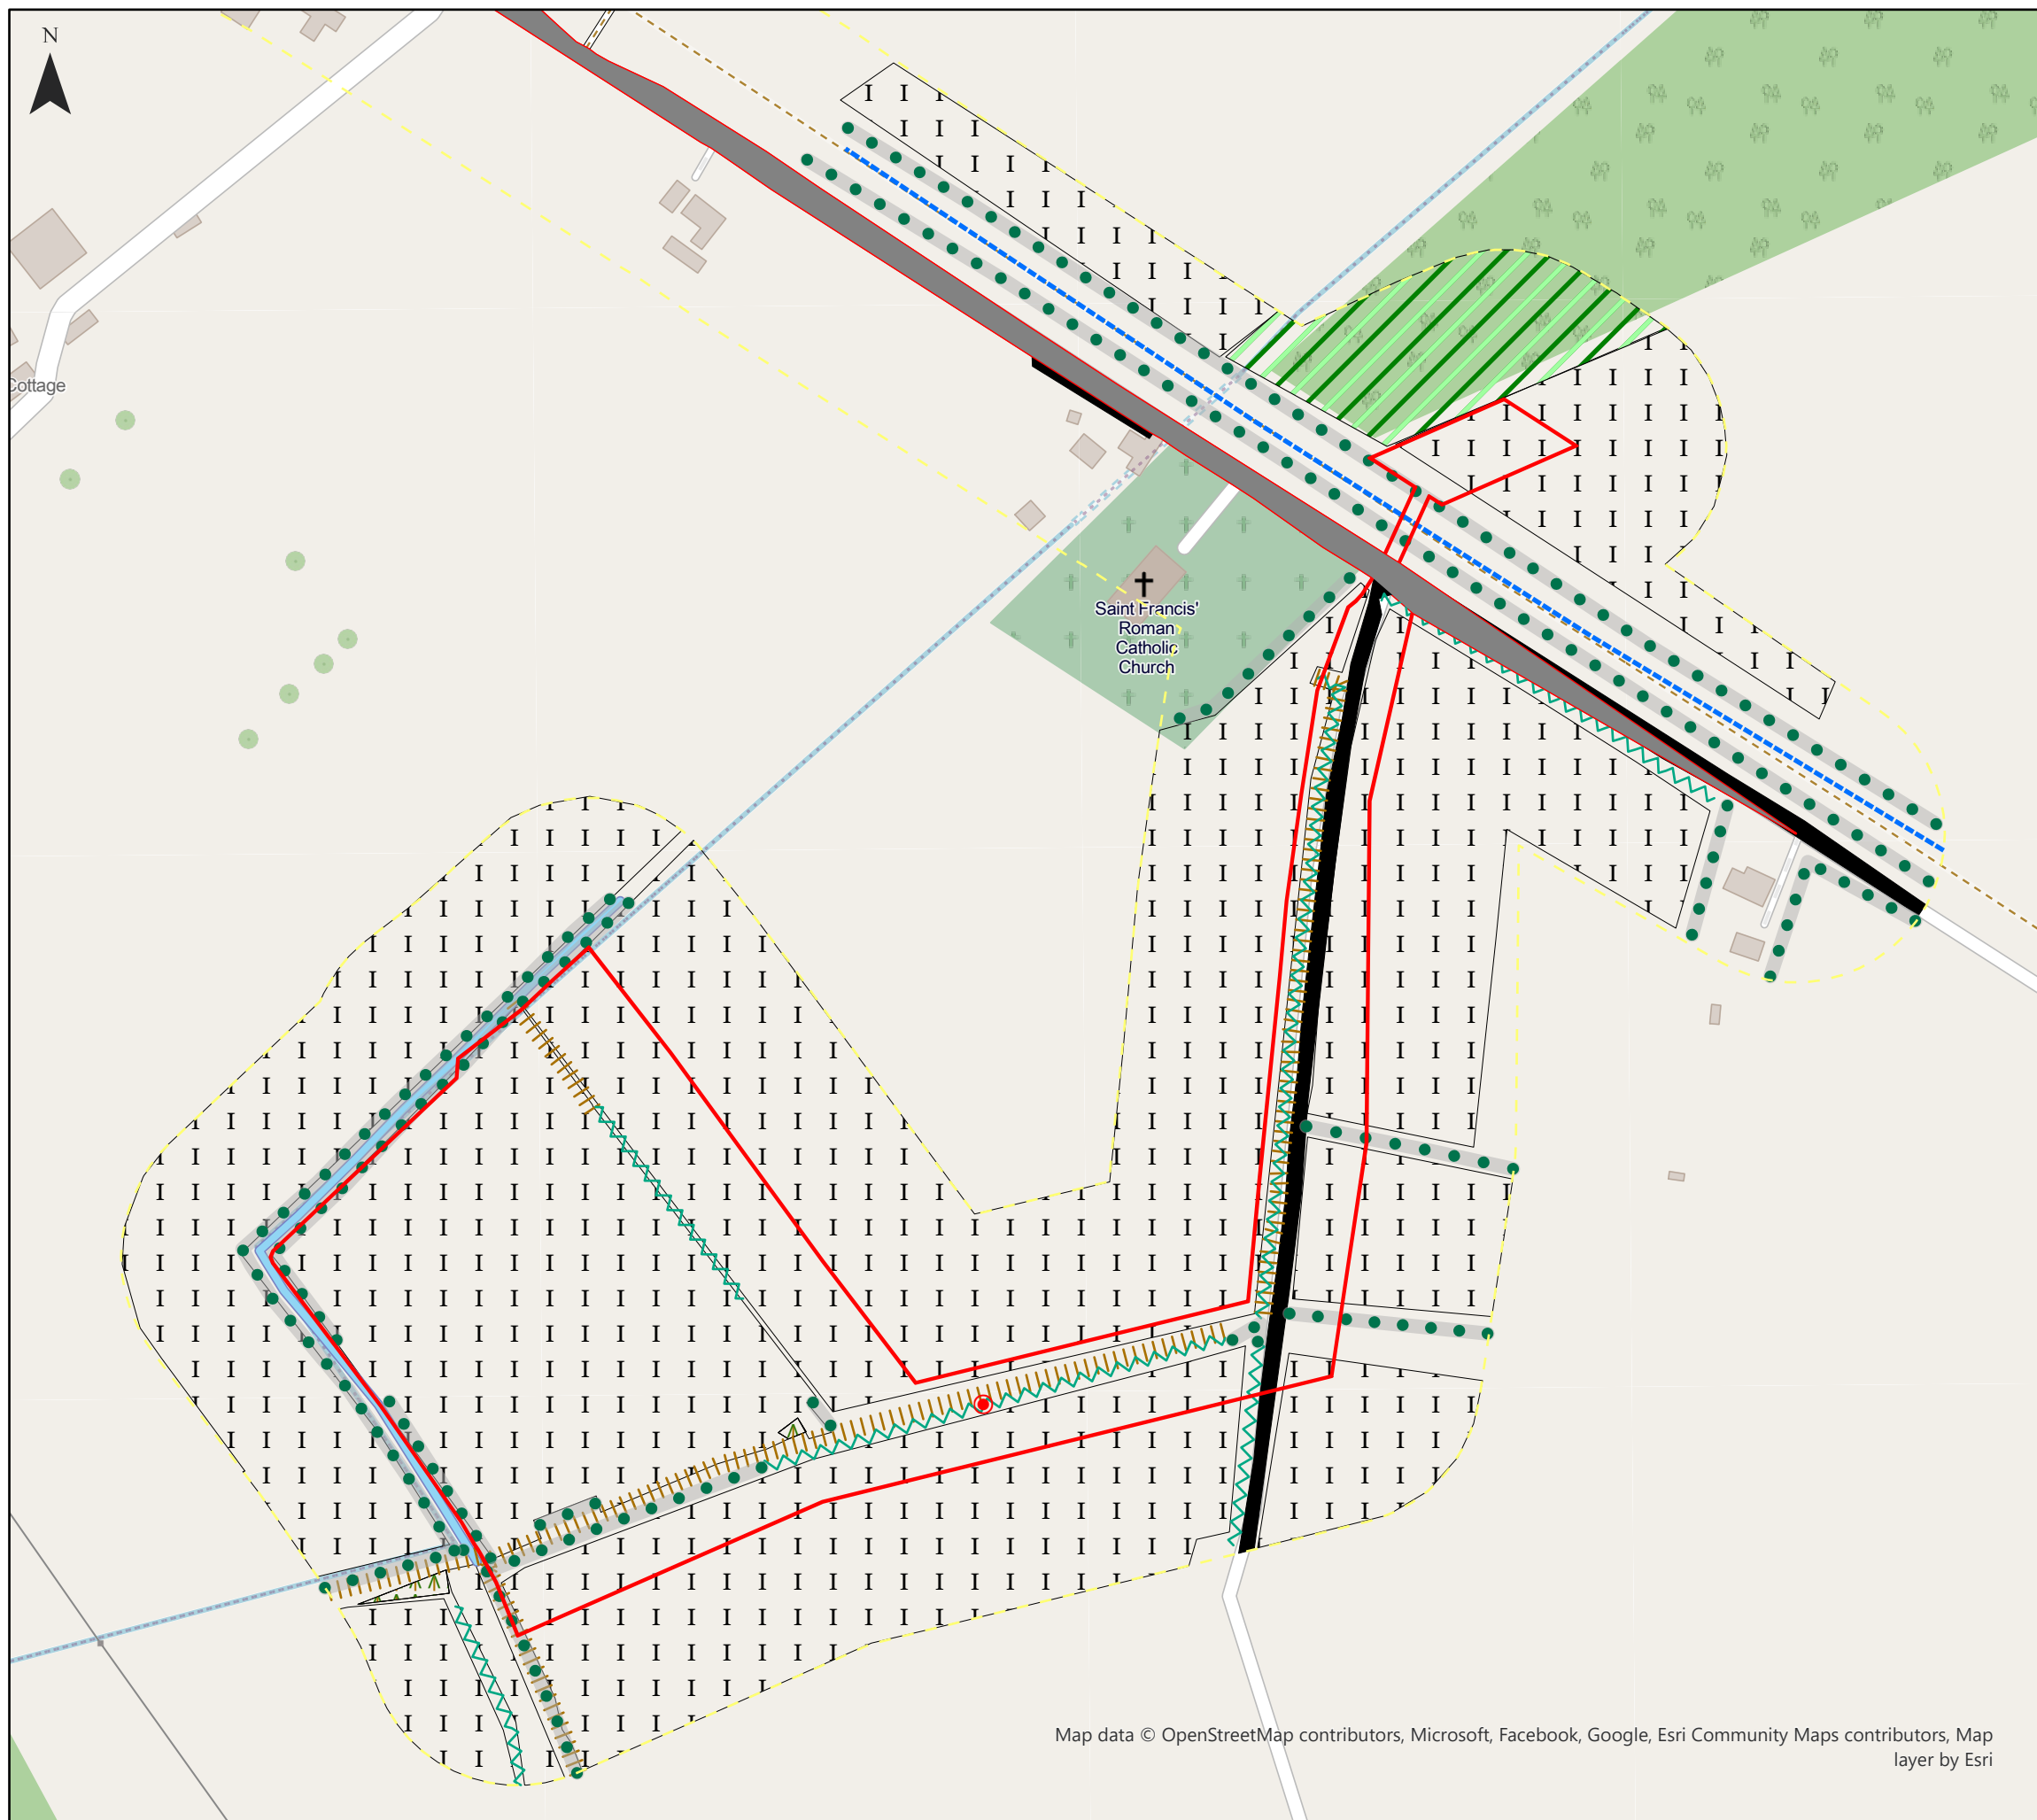 N
Cottage
Saint Francis'
Roman
Catholic
Church
Map data © OpenStreetMap contributors, Microsoft, Facebook, Google, Esri Community Maps contributors, Map
layer by Esri